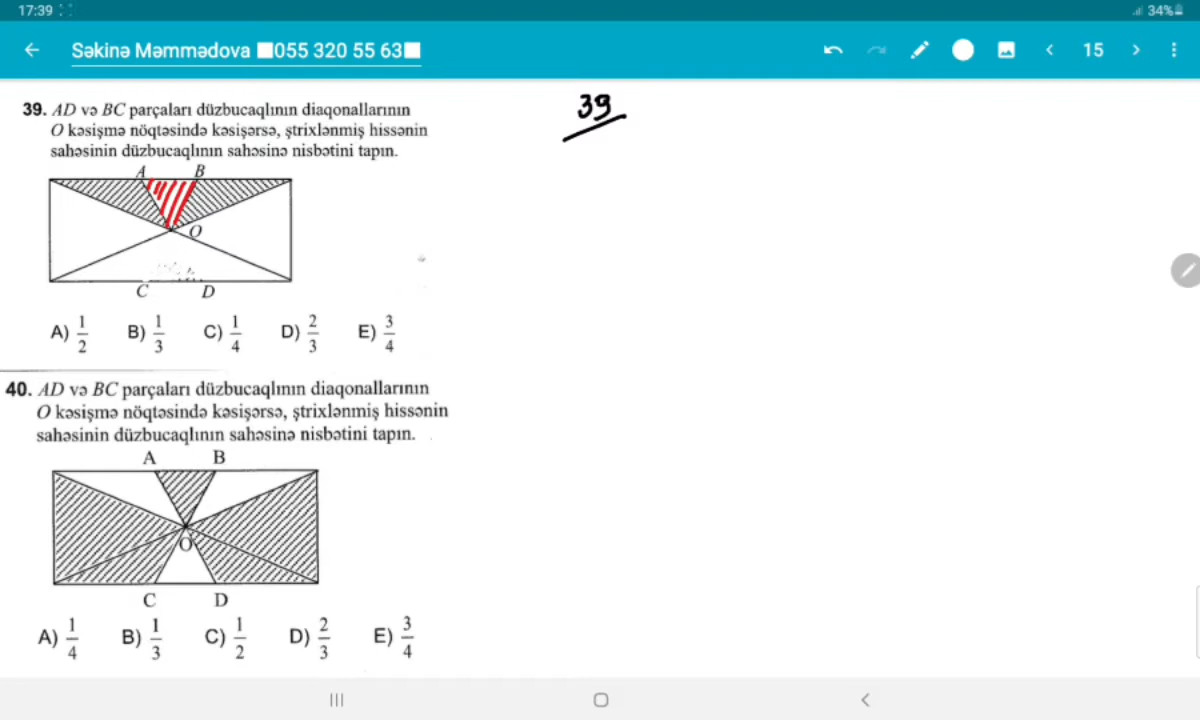 17:39
34%
Səkinə Məmmədova ■055 320 55 63■
15
39
39. AD və BC parçaları düzbucaqlının diaqonallarının
O kəsişmə nöqtəsində kəsişərsə, ştrixlənmiş hissənin
sahəsinin düzbucaqlının sahəsinə nisbətini tapın.
A B
O
C D
A) 1/2 B) 1/3 C) 1/4 D) 2/3 E) 3/4
40. AD və BC parçaları düzbucaqlının diaqonallarının
O kəsişmə nöqtəsində kəsişərsə, ştrixlənmiş hissənin
sahəsinin düzbucaqlının sahəsinə nisbətini tapın.
A B
O
C D
A) 1/4 B) 1/3 C) 1/2 D) 2/3 E) 3/4